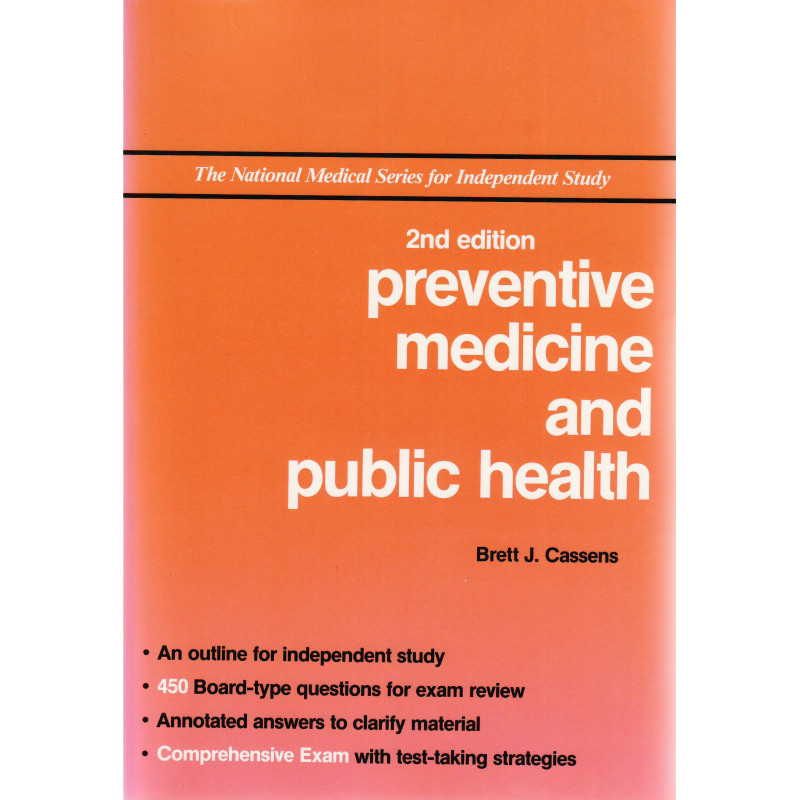 The National Medical Series for Independent Study
2nd edition
preventive
medicine
and
public health
Brett J. Cassens
• An outline for independent study
• 450 Board-type questions for exam review
• Annotated answers to clarify material
• Comprehensive Exam with test-taking strategies